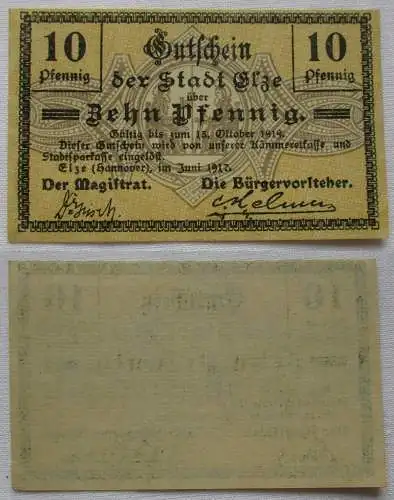 10 Gutschein 10
Pfennig der Stadt Elze Pfennig
über
Zehn Pfennig.
Gültig bis zum 15. Oktober 1919.
Dieser Gutschein wird von unserer Kämmereikasse und
Stadtsparkasse eingelöst.
Elze (Hannover), im Juni 1917.
Der Magistrat. Die Bürgervorsteher.